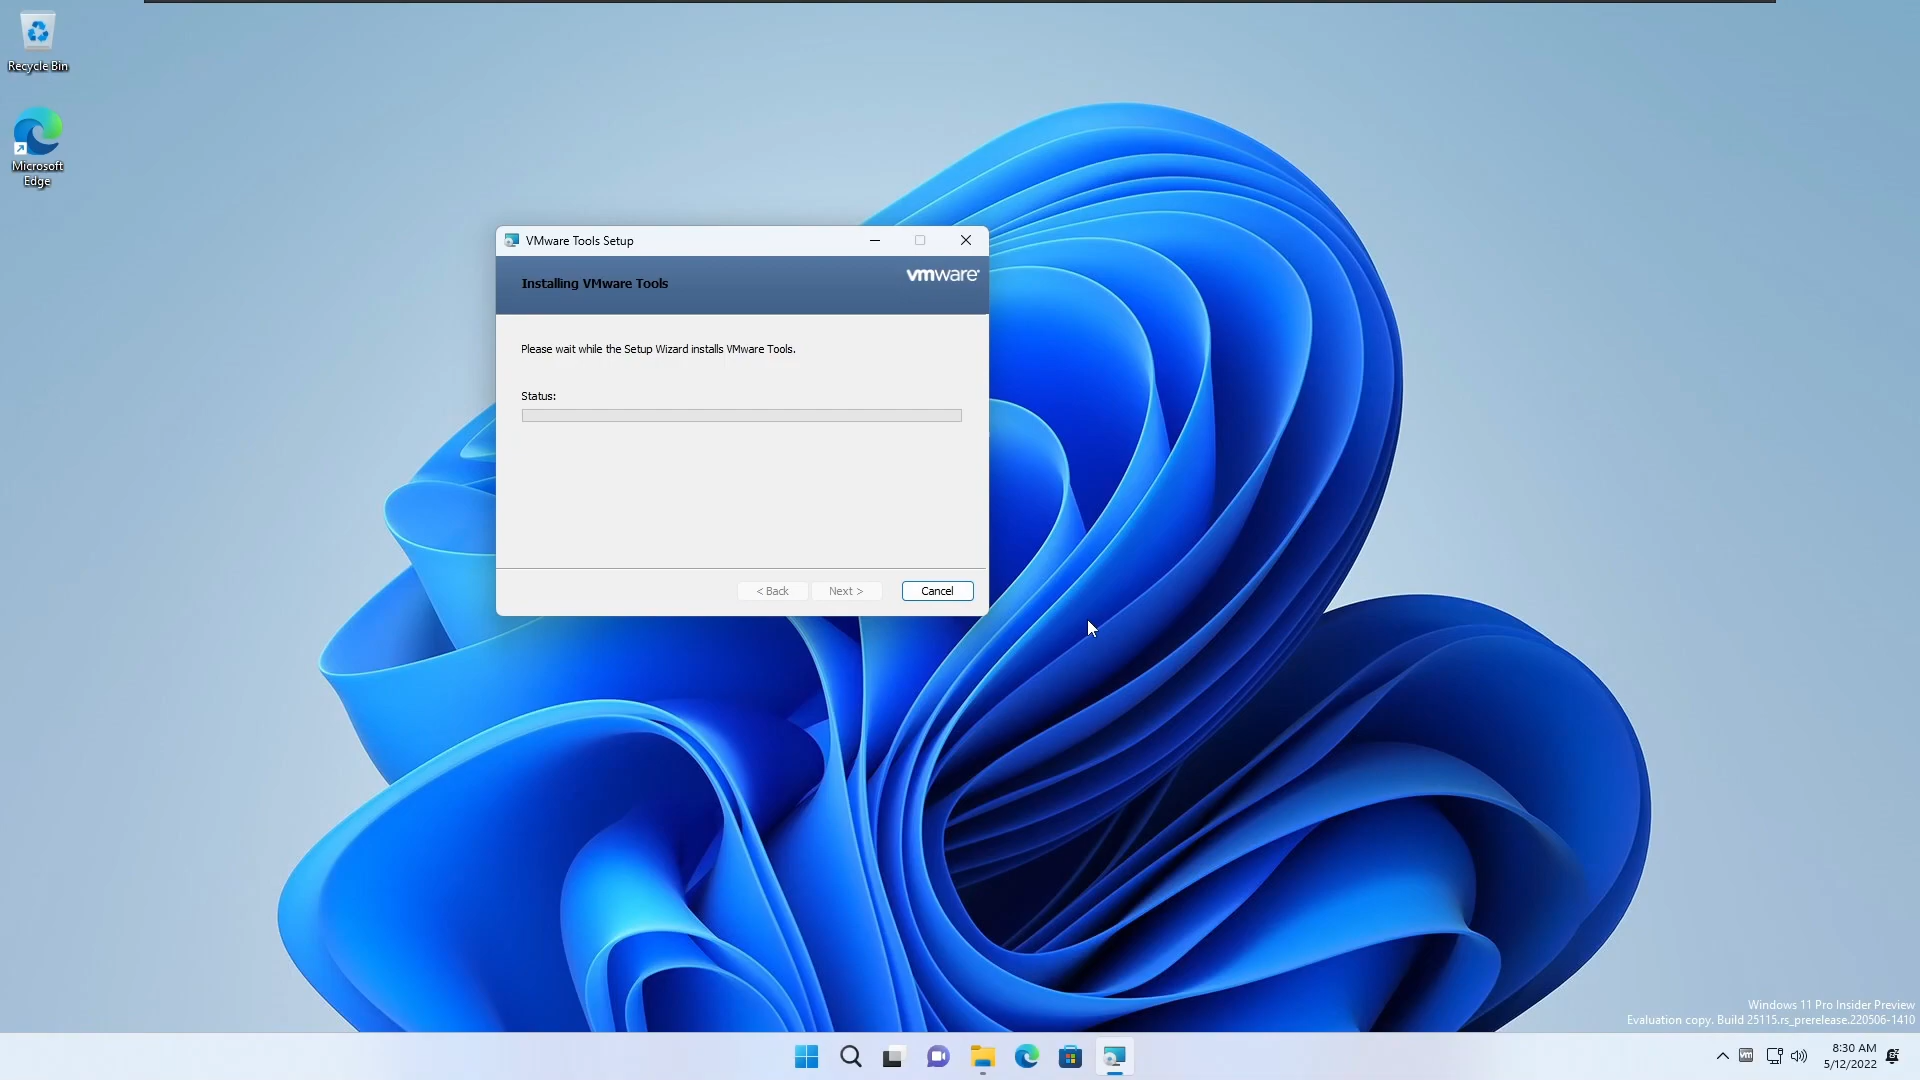 Recycle Bin
Microsoft
Edge
VMware Tools Setup
Installing VMware Tools
vmware
Please wait while the Setup Wizard installs VMware Tools.
Status:
< Back
Next >
Cancel
Windows 11 Pro Insider Preview
Evaluation copy. Build 25115.rs_prerelease.220506-1410
vm
8:30 AM
5/12/2022